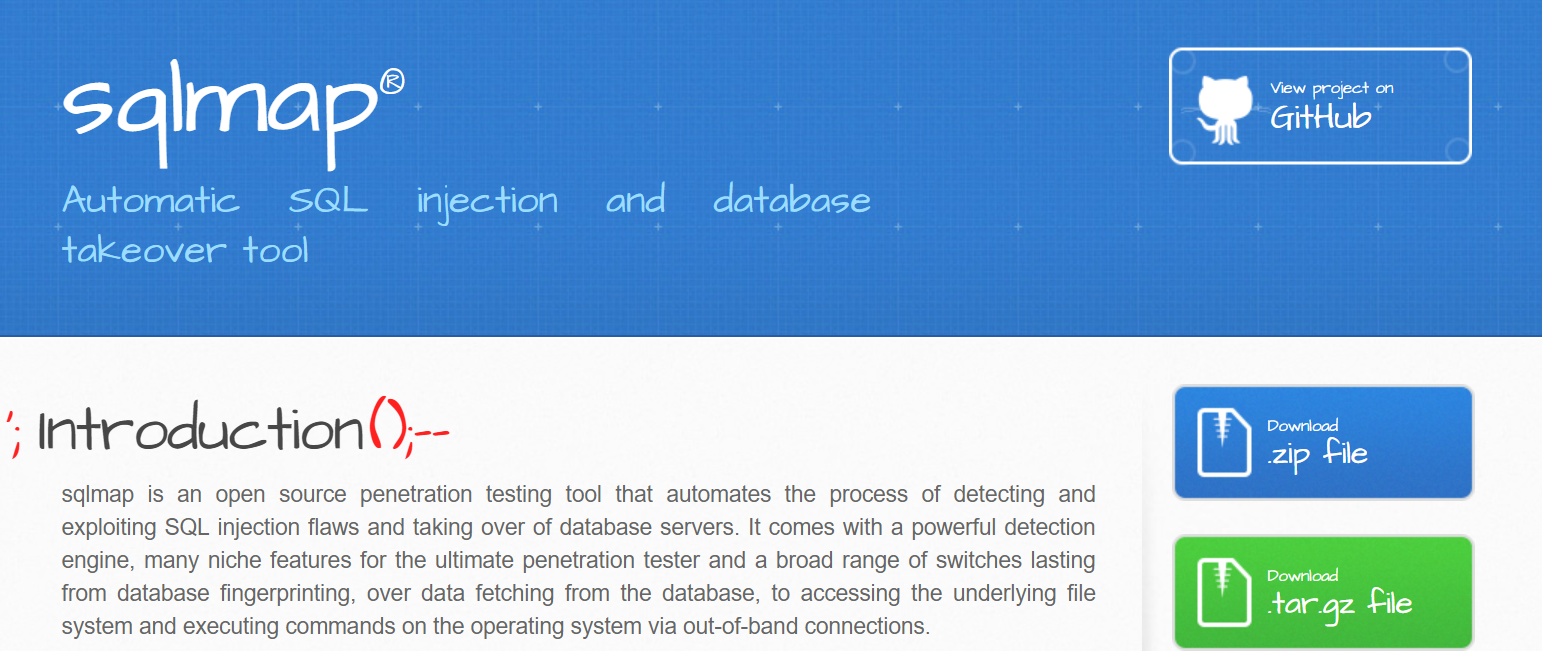 sqlmap®
Automatic SQL injection and database
takeover tool
View project on
GitHub
'; Introduction();--
sqlmap is an open source penetration testing tool that automates the process of detecting and
exploiting SQL injection flaws and taking over of database servers. It comes with a powerful detection
engine, many niche features for the ultimate penetration tester and a broad range of switches lasting
from database fingerprinting, over data fetching from the database, to accessing the underlying file
system and executing commands on the operating system via out-of-band connections.
Download
.zip file
Download
.tar.gz file